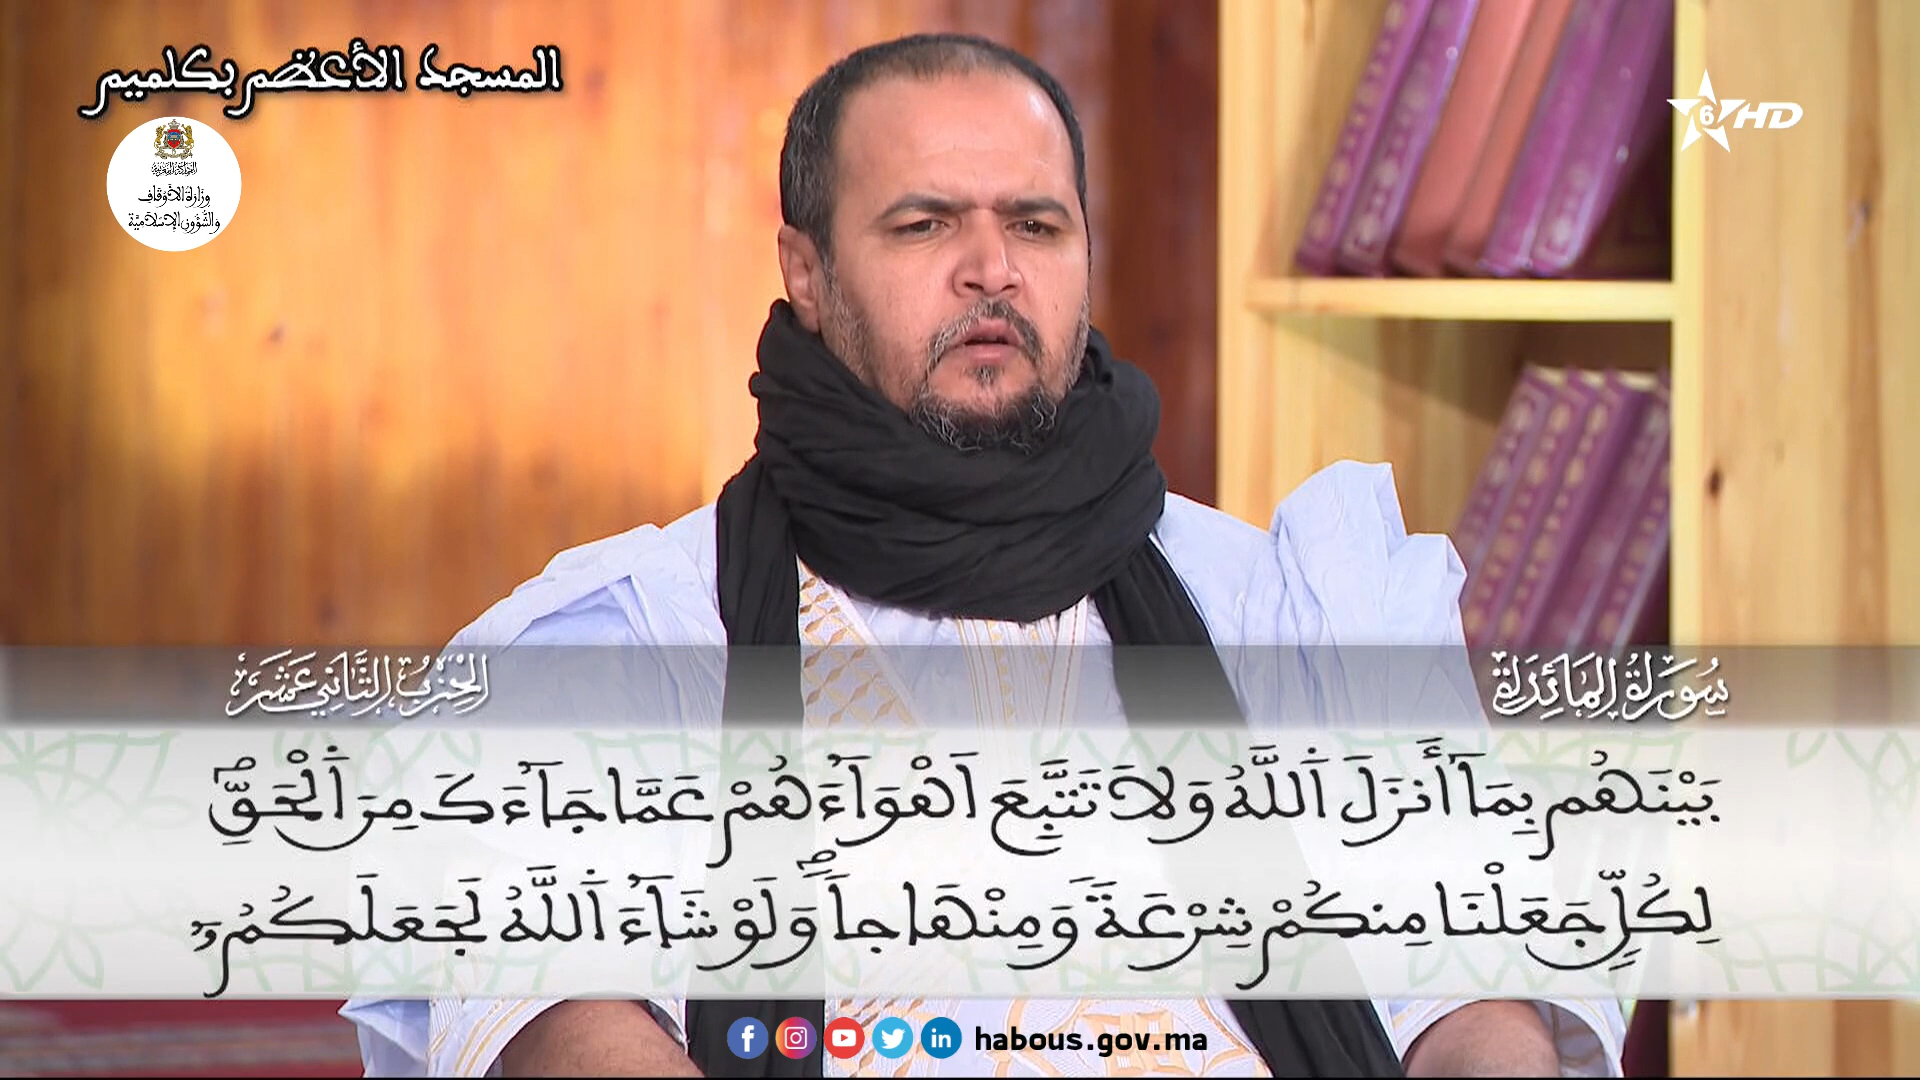 المسجد الأعظم بكلميم
6 HD
المملكة المغربية
وزارة الأوقاف
والشؤون الإسلامية
سُورَةُ المَائِدَة
الحِزْبُ الثَّانِي عَشَر
بَيْنَهُم بِمَآ أَنزَلَ اَ۬للَّهُ وَلَا تَتَّبِعَ اَهْوَآءَهُمْ عَمَّا جَآءَكَ مِنَ اَ۬لْحَقِّۖ
لِكُلّٖ جَعَلْنَا مِنكُمْ شِرْعَةٗ وَمِنْهَاجاٗۖ وَلَوْ شَآءَ اَ۬للَّهُ لَجَعَلَكُمُۥٓ
habous.gov.ma